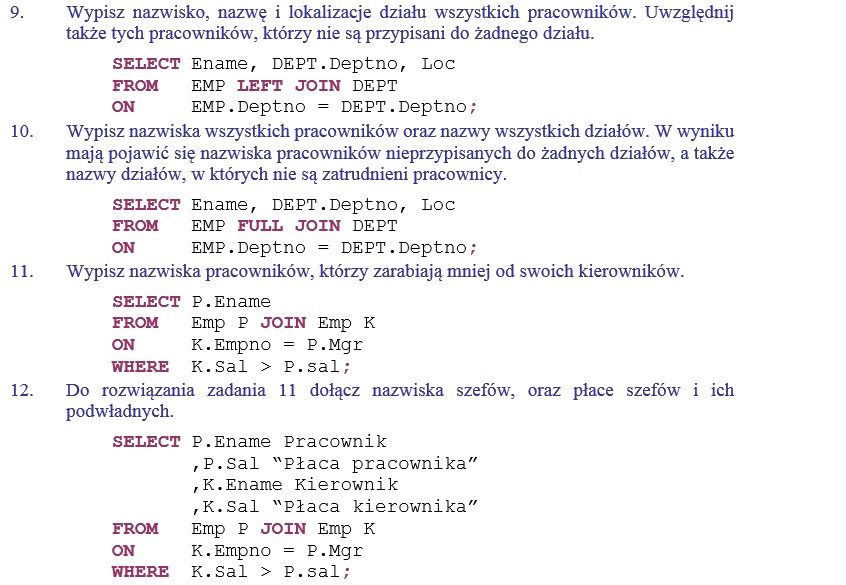 9. Wypisz nazwisko, nazwę i lokalizacje działu wszystkich pracowników. Uwzględnij
także tych pracowników, którzy nie są przypisani do żadnego działu.
SELECT Ename, DEPT.Deptno, Loc
FROM EMP LEFT JOIN DEPT
ON EMP.Deptno = DEPT.Deptno;
10. Wypisz nazwiska wszystkich pracowników oraz nazwy wszystkich działów. W wyniku
mają pojawić się nazwiska pracowników nieprzypisanych do żadnych działów, a także
nazwy działów, w których nie są zatrudnieni pracownicy.
SELECT Ename, DEPT.Deptno, Loc
FROM EMP FULL JOIN DEPT
ON EMP.Deptno = DEPT.Deptno;
11. Wypisz nazwiska pracowników, którzy zarabiają mniej od swoich kierowników.
SELECT P.Ename
FROM Emp P JOIN Emp K
ON K.Empno = P.Mgr
WHERE K.Sal > P.sal;
12. Do rozwiązania zadania 11 dołącz nazwiska szefów, oraz płace szefów i ich
podwładnych.
SELECT P.Ename Pracownik
,P.Sal “Płaca pracownika”
,K.Ename Kierownik
,K.Sal “Płaca kierownika”
FROM Emp P JOIN Emp K
ON K.Empno = P.Mgr
WHERE K.Sal > P.sal;